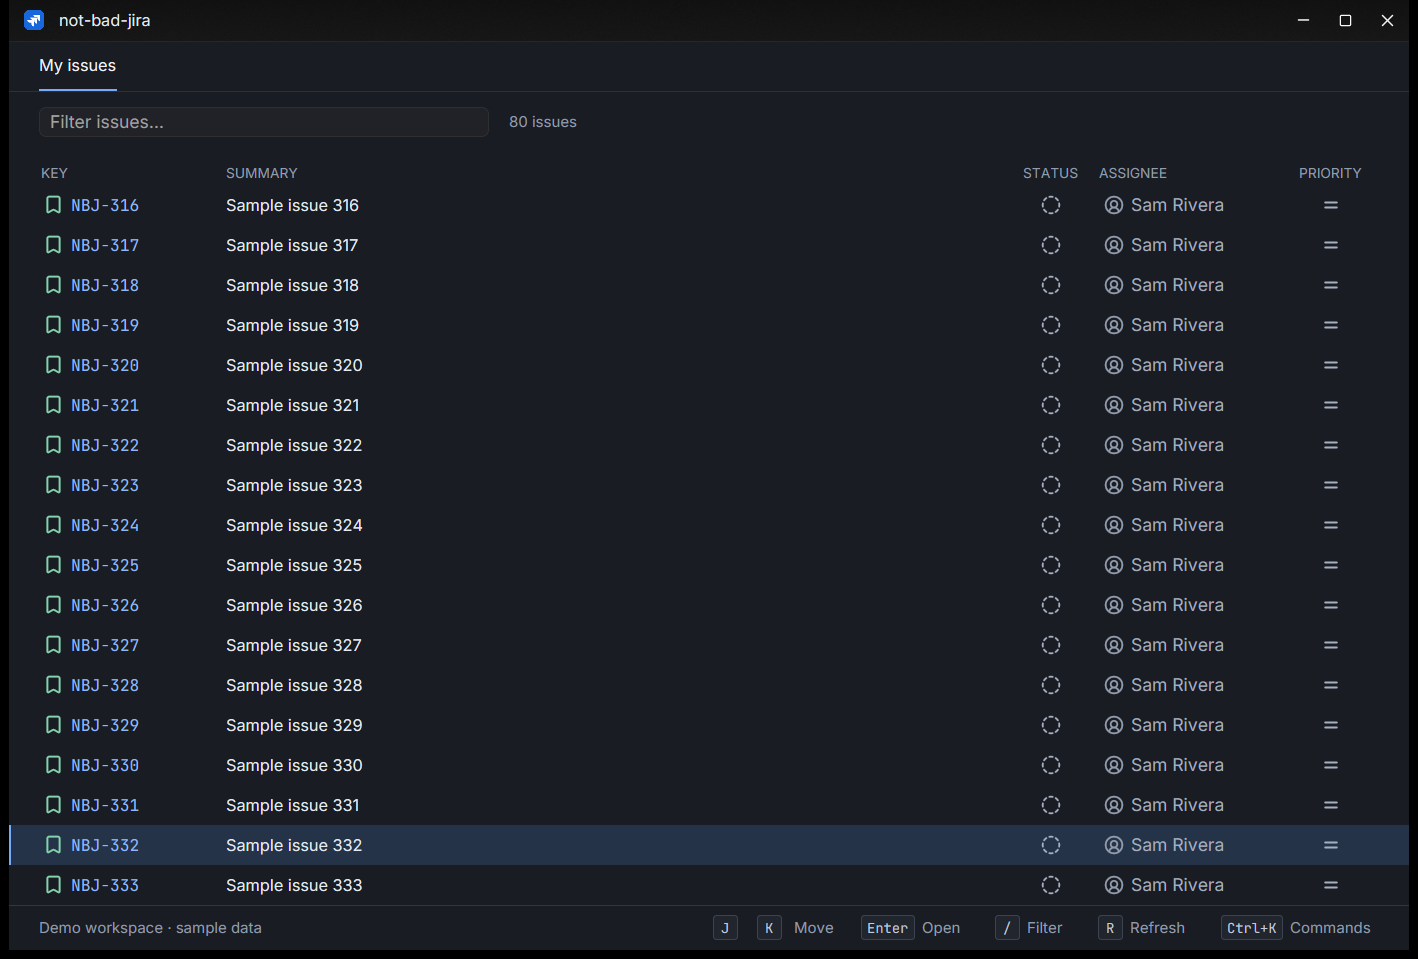 not-bad-jira
My issues
Filter issues...
80 issues
KEY SUMMARY STATUS ASSIGNEE PRIORITY
NBJ-316 Sample issue 316 Sam Rivera
NBJ-317 Sample issue 317 Sam Rivera
NBJ-318 Sample issue 318 Sam Rivera
NBJ-319 Sample issue 319 Sam Rivera
NBJ-320 Sample issue 320 Sam Rivera
NBJ-321 Sample issue 321 Sam Rivera
NBJ-322 Sample issue 322 Sam Rivera
NBJ-323 Sample issue 323 Sam Rivera
NBJ-324 Sample issue 324 Sam Rivera
NBJ-325 Sample issue 325 Sam Rivera
NBJ-326 Sample issue 326 Sam Rivera
NBJ-327 Sample issue 327 Sam Rivera
NBJ-328 Sample issue 328 Sam Rivera
NBJ-329 Sample issue 329 Sam Rivera
NBJ-330 Sample issue 330 Sam Rivera
NBJ-331 Sample issue 331 Sam Rivera
NBJ-332 Sample issue 332 Sam Rivera
NBJ-333 Sample issue 333 Sam Rivera
Demo workspace · sample data J K Move Enter Open / Filter R Refresh Ctrl+K Commands